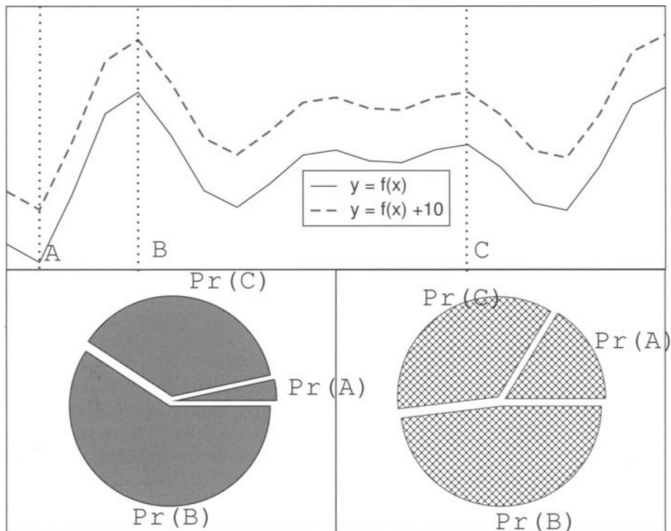 y = f(x)
y = f(x) +10
A
B
C
Pr(C)
Pr(A)
Pr(B)
Pr(C)
Pr(A)
Pr(B)